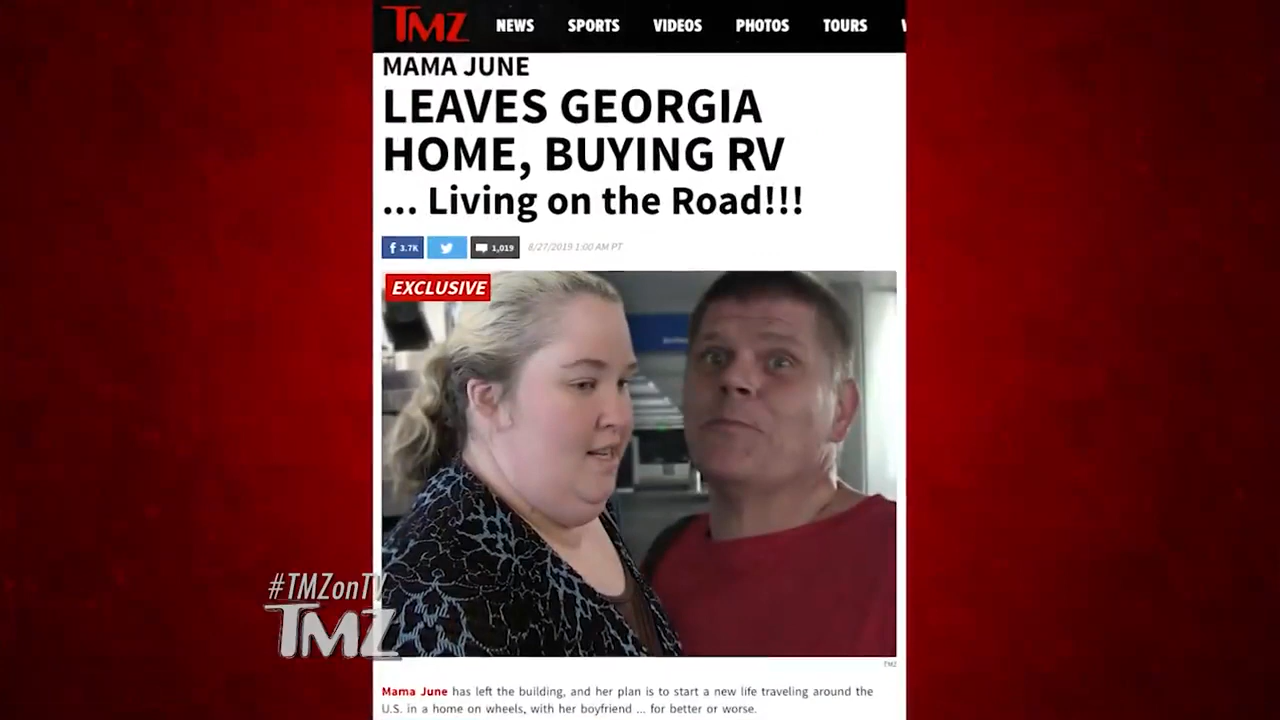 TMZ NEWS SPORTS VIDEOS PHOTOS TOURS
MAMA JUNE
LEAVES GEORGIA
HOME, BUYING RV
... Living on the Road!!!
f 3.7K 1,019 8/27/2019 1:00 AM PT
EXCLUSIVE
#TMZonTV
TMZ
TMZ
Mama June has left the building, and her plan is to start a new life traveling around the
U.S. in a home on wheels, with her boyfriend ... for better or worse.